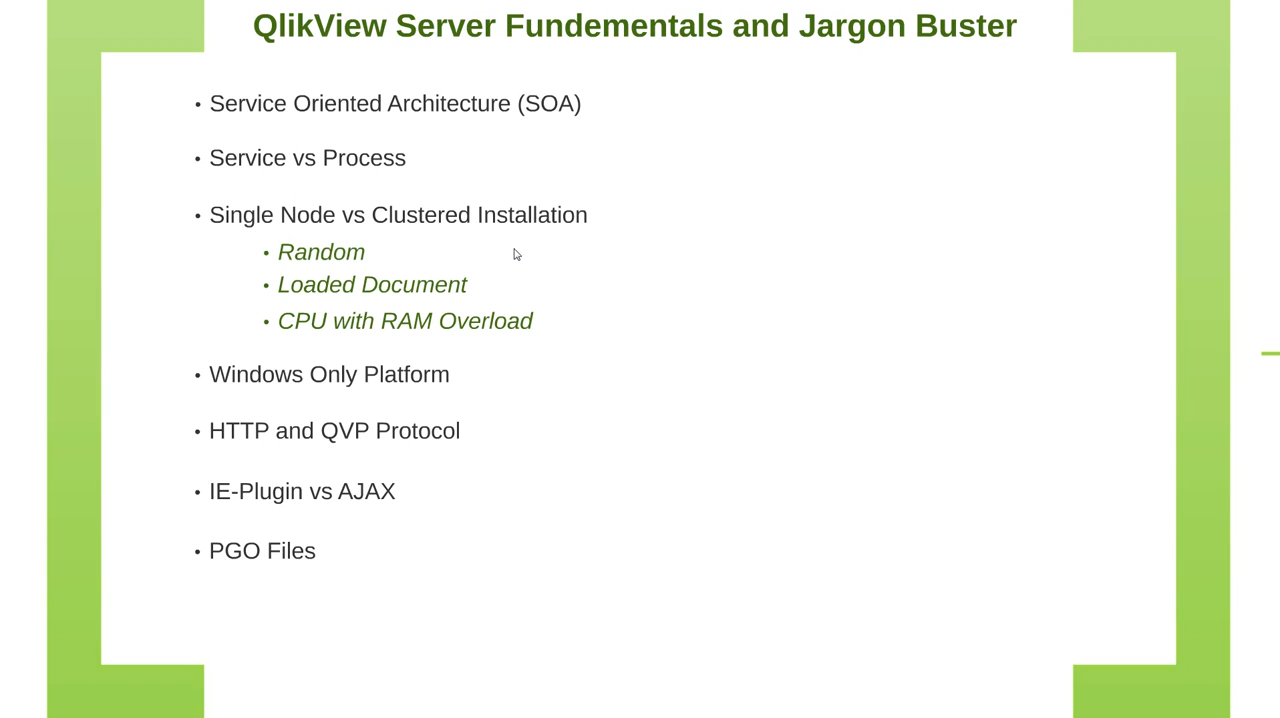 QlikView Server Fundementals and Jargon Buster
• Service Oriented Architecture (SOA)
• Service vs Process
• Single Node vs Clustered Installation
• Random
• Loaded Document
• CPU with RAM Overload
• Windows Only Platform
• HTTP and QVP Protocol
• IE-Plugin vs AJAX
• PGO Files